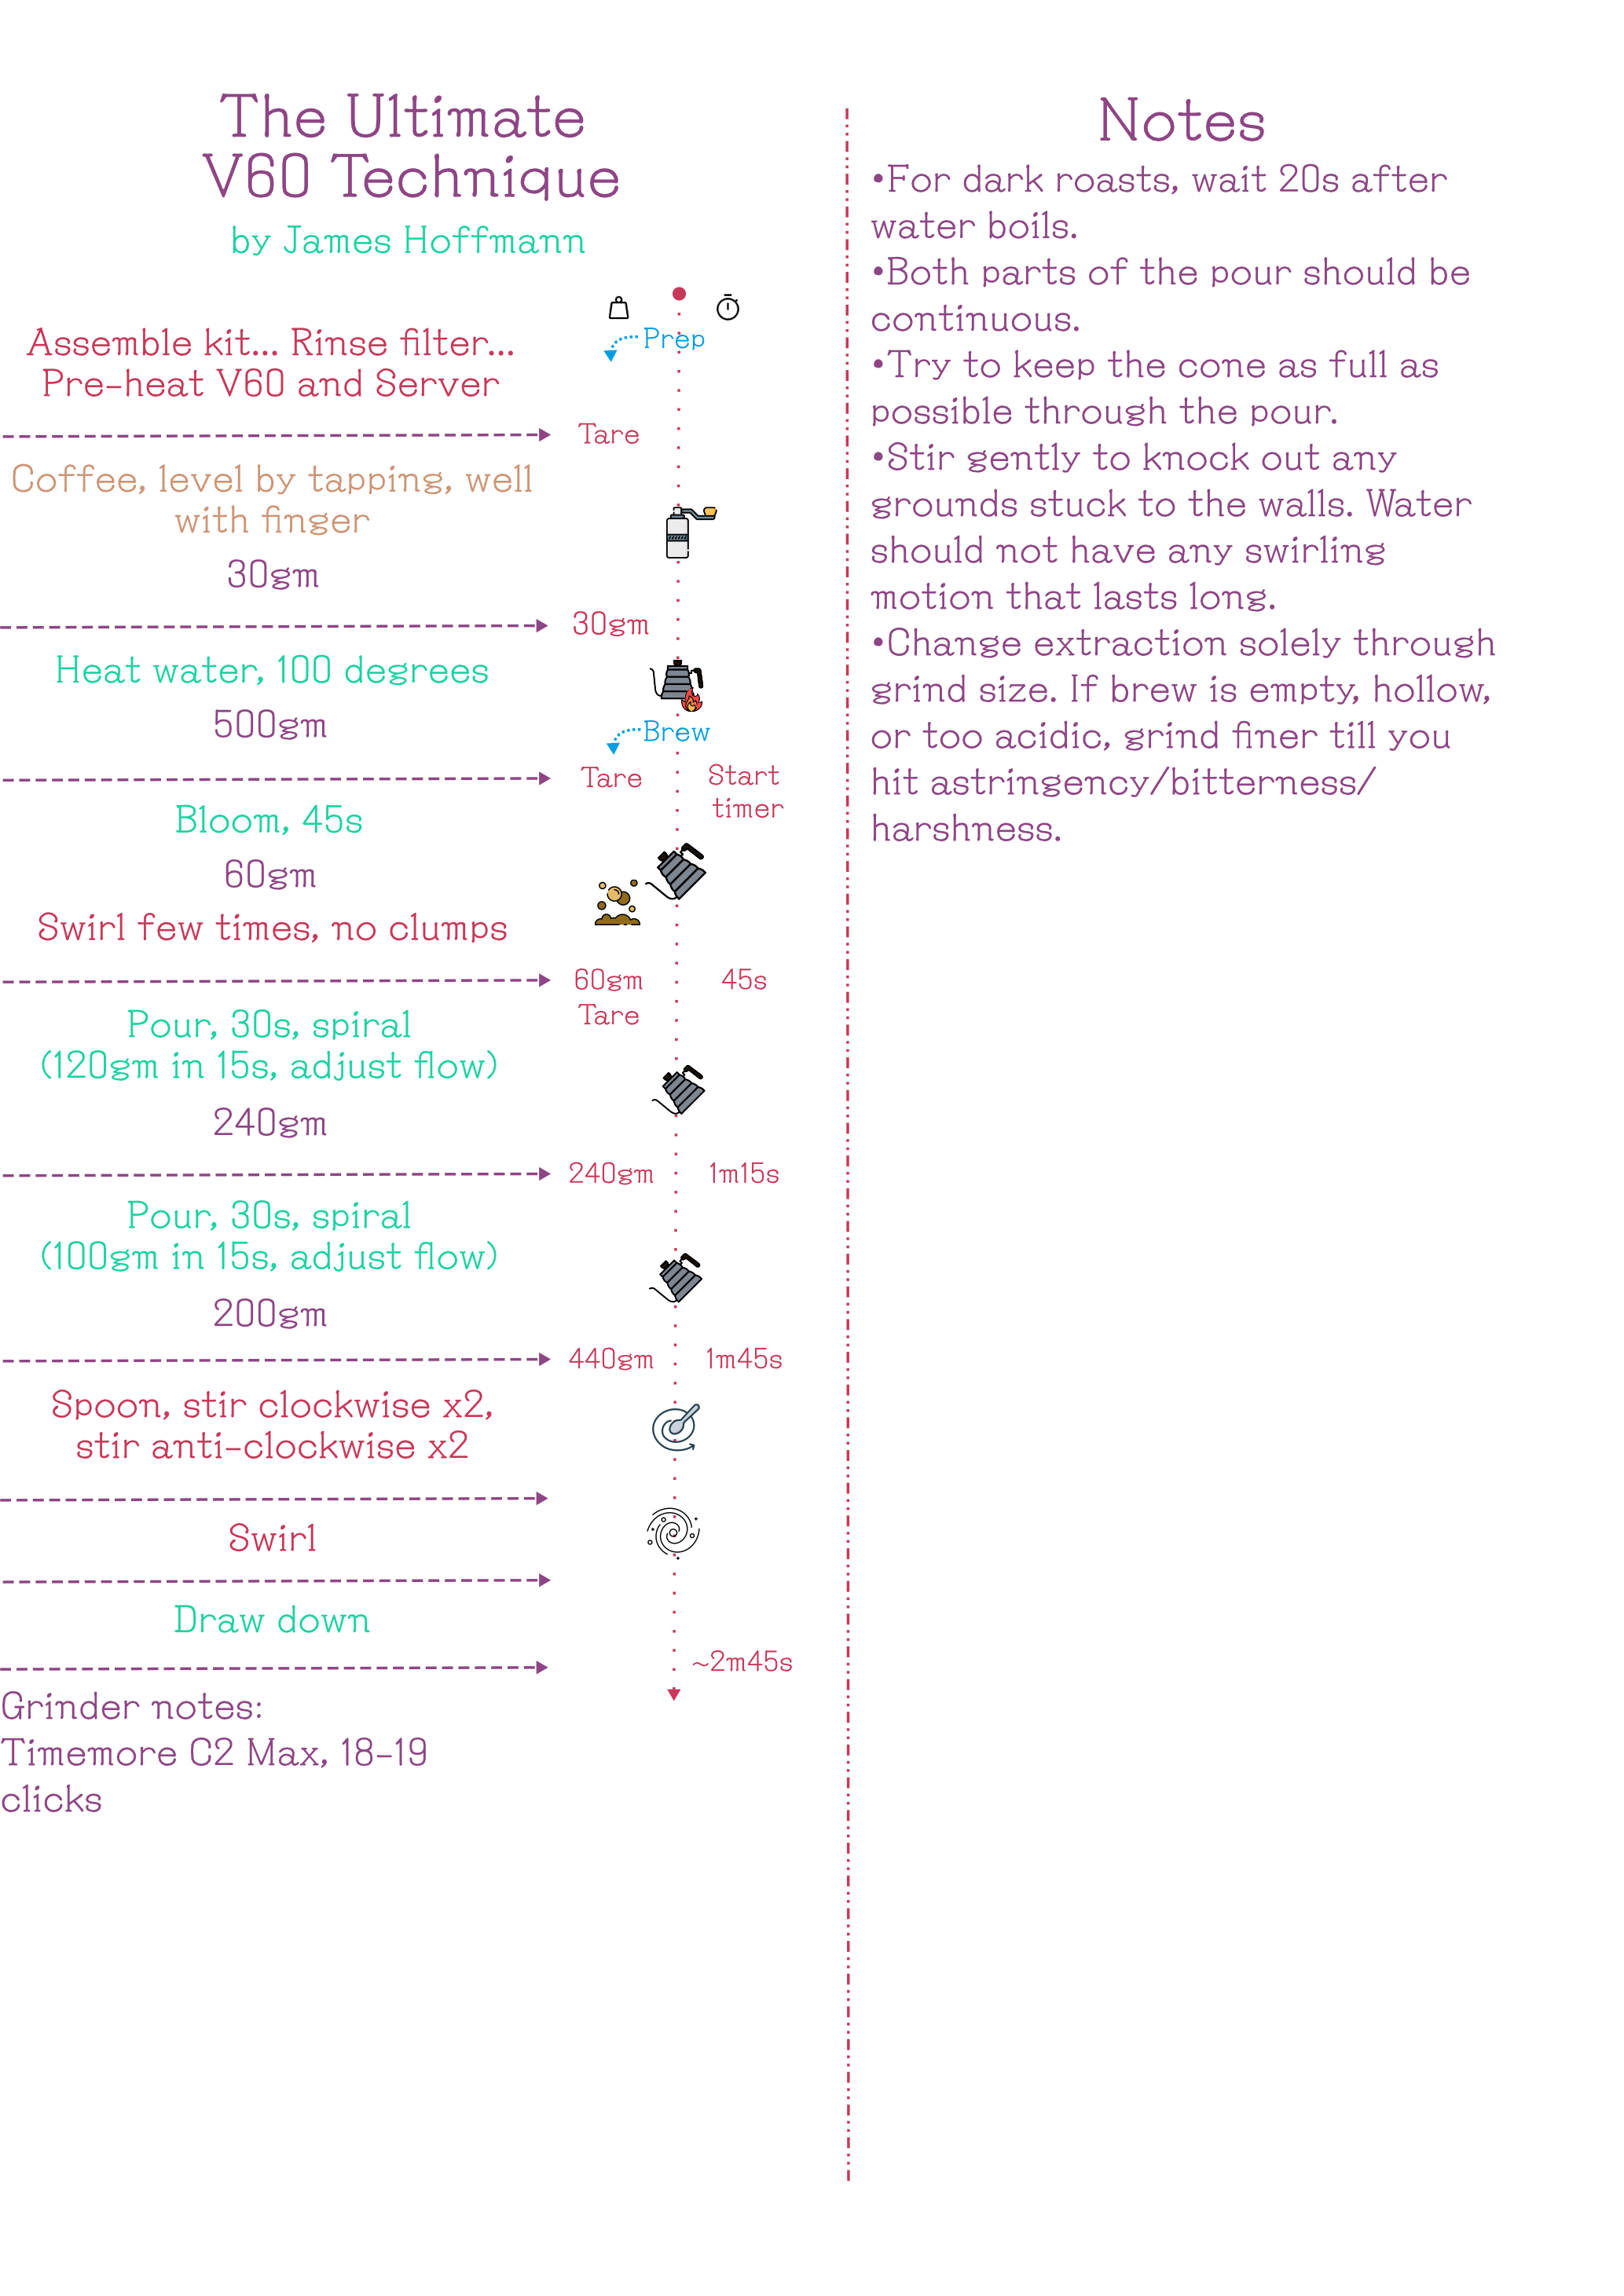 The Ultimate
V60 Technique
by James Hoffmann
Prep
Assemble kit... Rinse filter...
Pre-heat V60 and Server
Tare
Coffee, level by tapping, well
with finger
30gm
30gm
Heat water, 100 degrees
500gm
Brew
Tare
Start
timer
Bloom, 45s
60gm
Swirl few times, no clumps
60gm
45s
Tare
Pour, 30s, spiral
(120gm in 15s, adjust flow)
240gm
240gm
1m15s
Pour, 30s, spiral
(100gm in 15s, adjust flow)
200gm
440gm
1m45s
Spoon, stir clockwise x2,
stir anti-clockwise x2
Swirl
Draw down
~2m45s
Grinder notes:
Timemore C2 Max, 18-19
clicks
Notes
•For dark roasts, wait 20s after
water boils.
•Both parts of the pour should be
continuous.
•Try to keep the cone as full as
possible through the pour.
•Stir gently to knock out any
grounds stuck to the walls. Water
should not have any swirling
motion that lasts long.
•Change extraction solely through
grind size. If brew is empty, hollow,
or too acidic, grind finer till you
hit astringency/bitterness/
harshness.